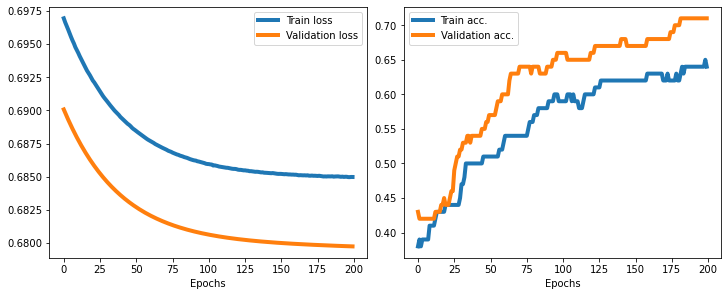 0.6975
0.6950
0.6925
0.6900
0.6875
0.6850
0.6825
0.6800
0 25 50 75 100 125 150 175 200
Epochs
Train loss
Validation loss
0.70
0.65
0.60
0.55
0.50
0.45
0.40
0 25 50 75 100 125 150 175 200
Epochs
Train acc.
Validation acc.